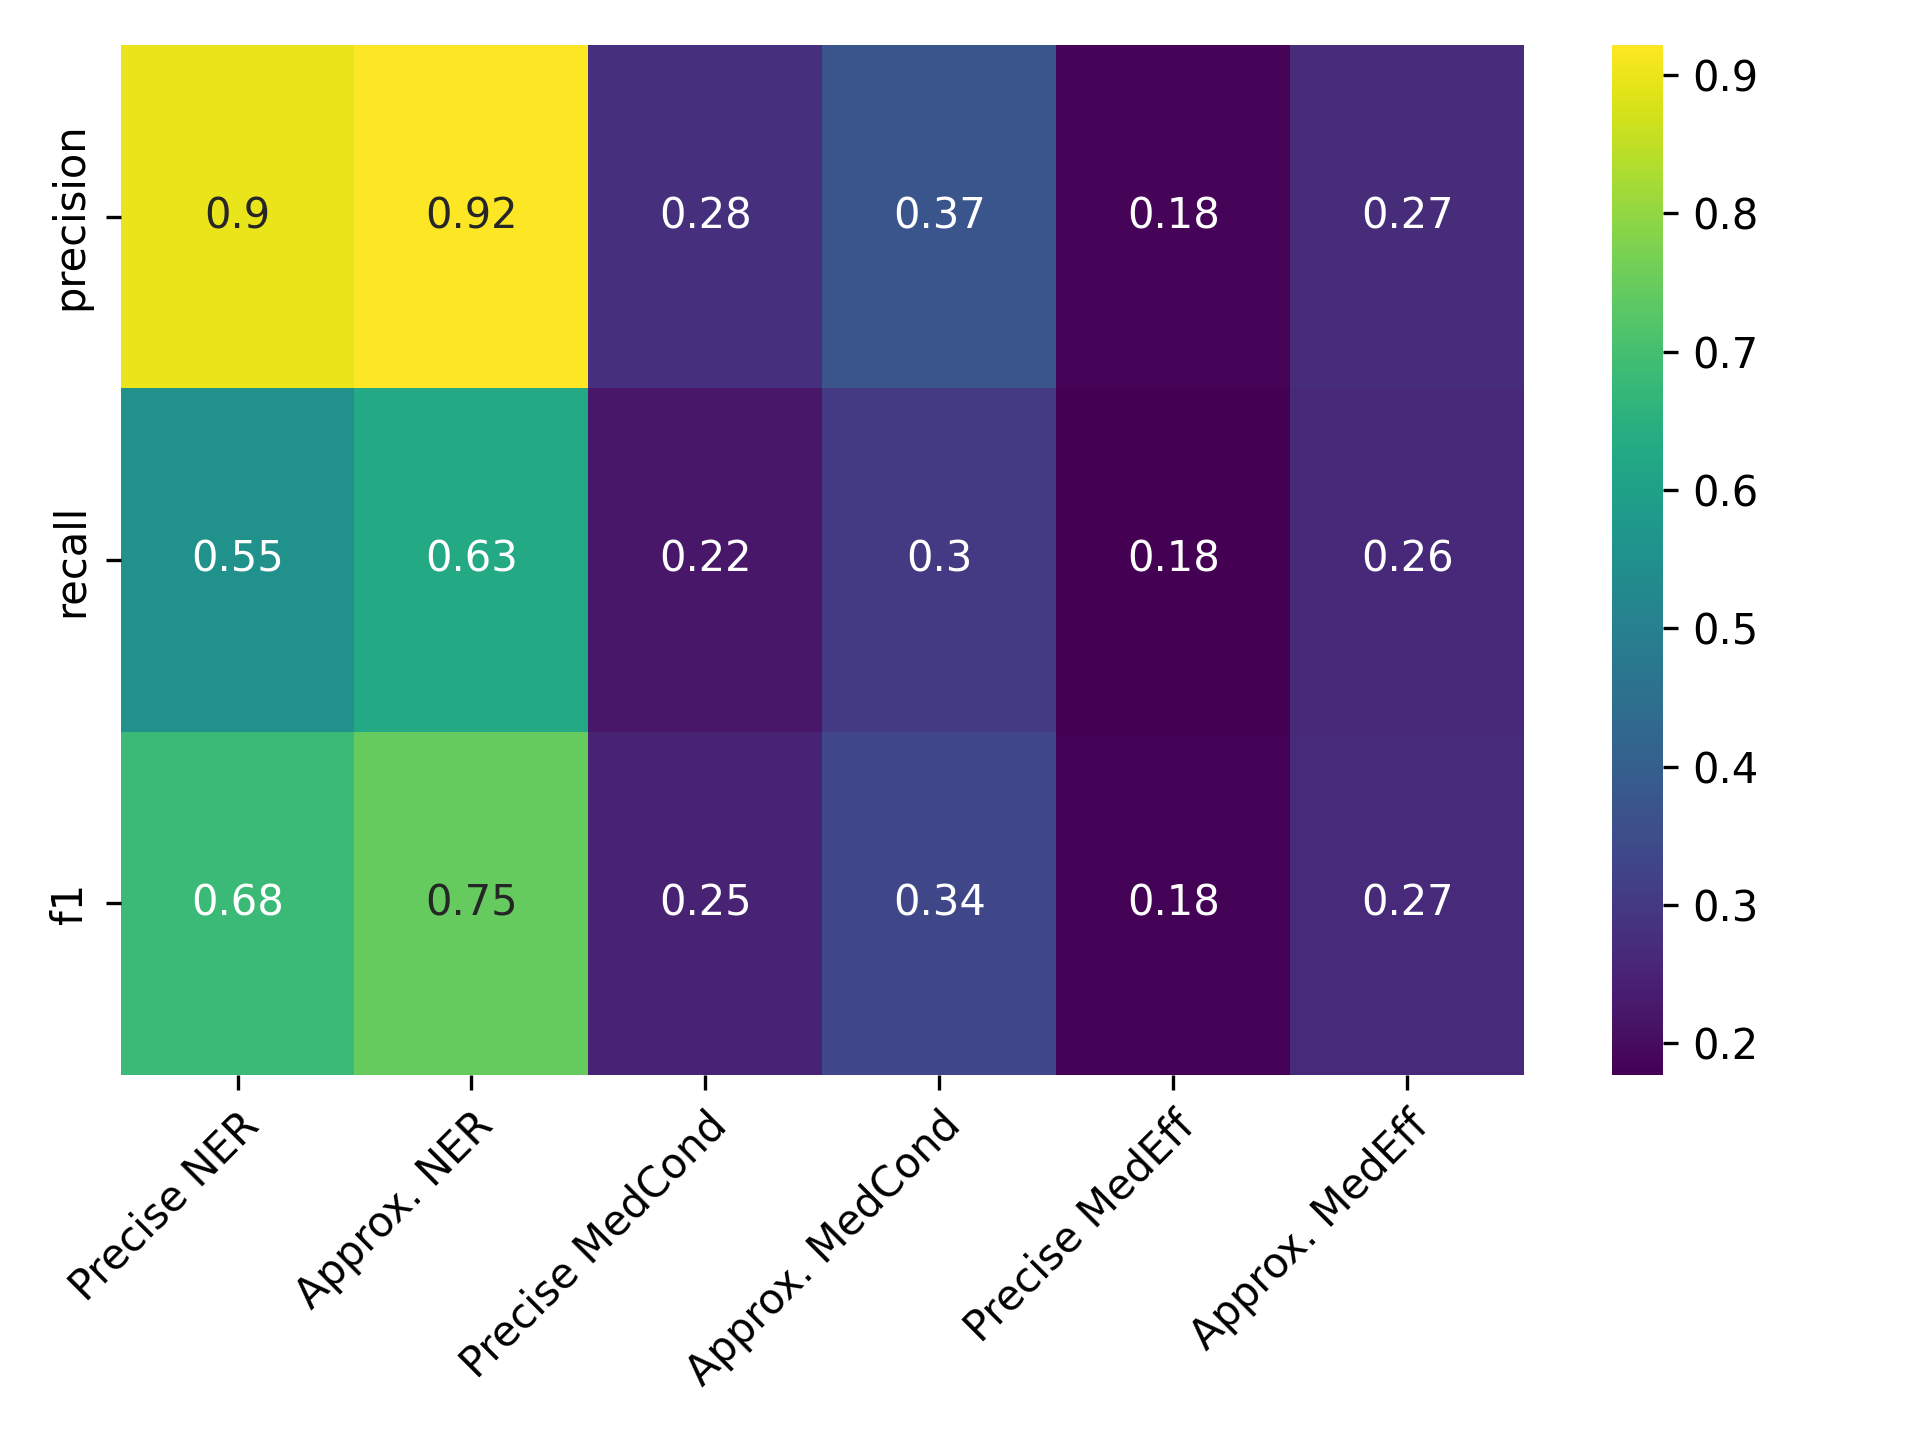 precision
0.9 0.92 0.28 0.37 0.18 0.27
recall
0.55 0.63 0.22 0.3 0.18 0.26
f1
0.68 0.75 0.25 0.34 0.18 0.27
Precise NER
Approx. NER
Precise MedCond
Approx. MedCond
Precise MedEff
Approx. MedEff
0.9
0.8
0.7
0.6
0.5
0.4
0.3
0.2